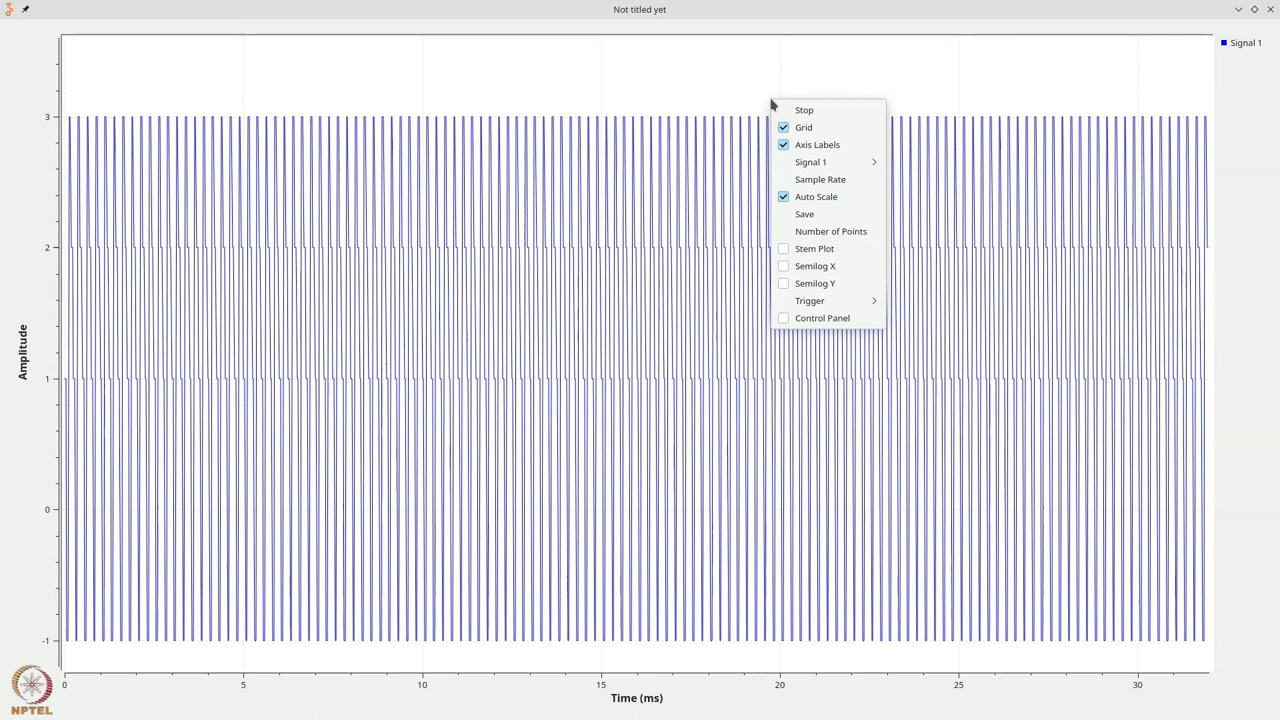 Not titled yet
Signal 1
Stop
Grid
Axis Labels
Signal 1
Sample Rate
Auto Scale
Save
Number of Points
Stem Plot
Semilog X
Semilog Y
Trigger
Control Panel
Amplitude
3
2
1
0
-1
0 5 10 15 20 25 30
Time (ms)
NPTEL